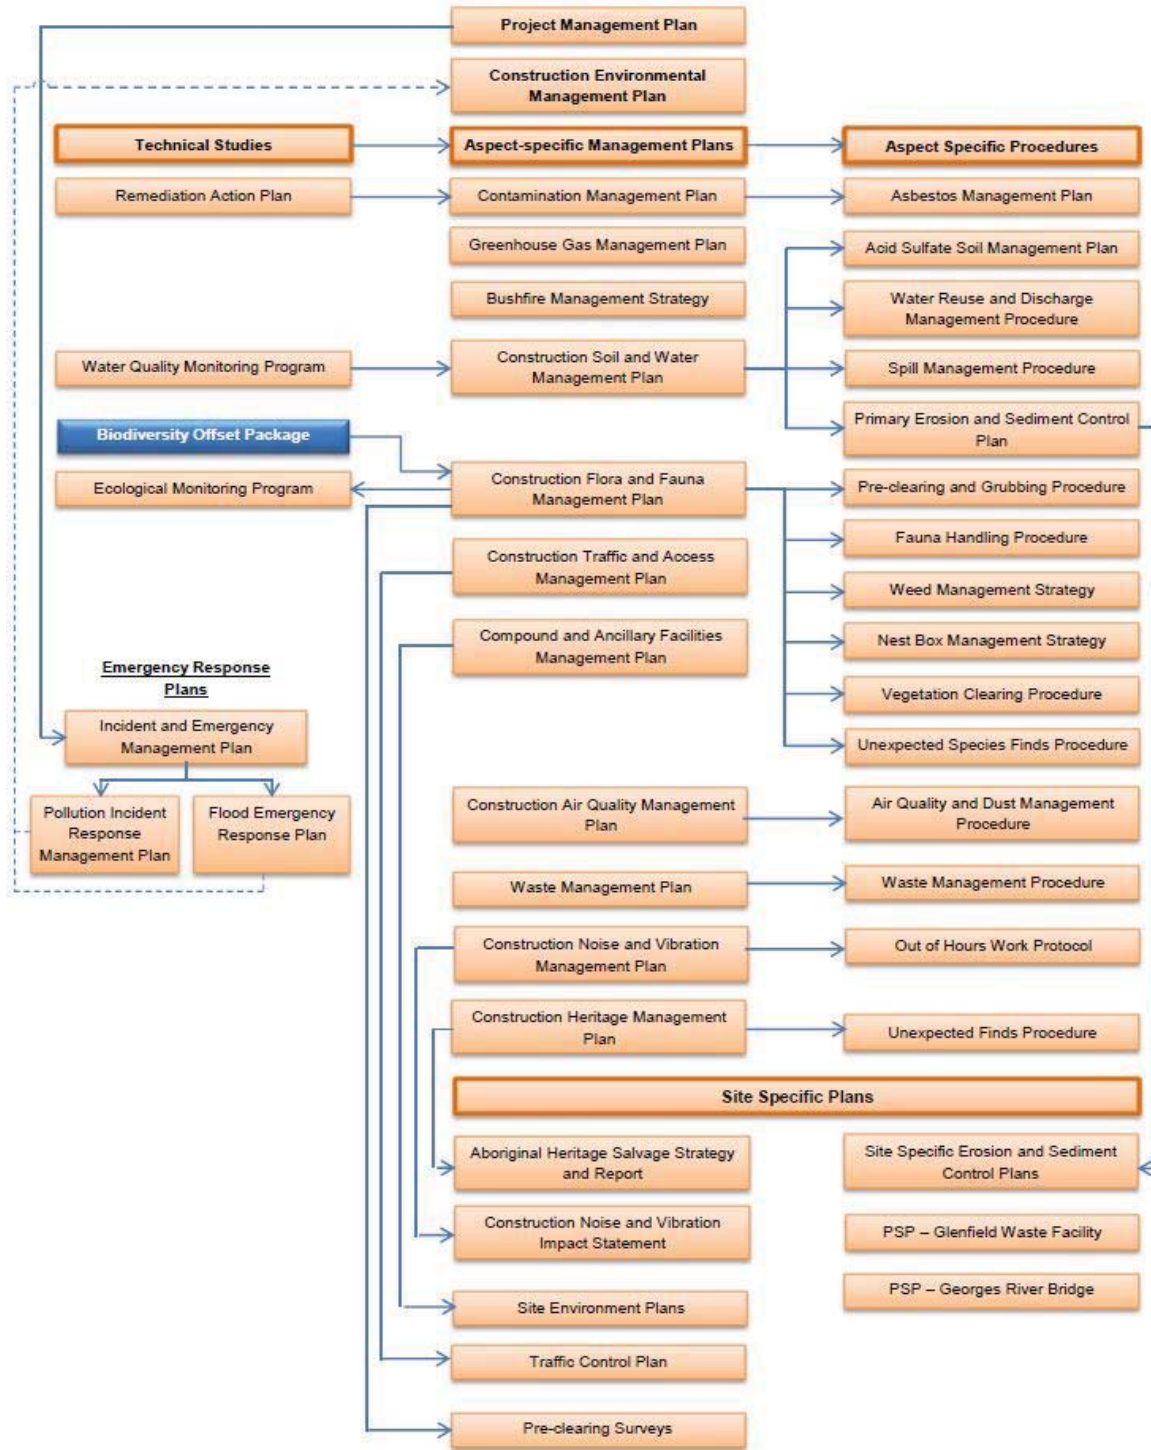 Project Management Plan
Construction Environmental
Management Plan
Technical Studies
Aspect-specific Management Plans
Aspect Specific Procedures
Remediation Action Plan
Contamination Management Plan
Asbestos Management Plan
Greenhouse Gas Management Plan
Acid Sulfate Soil Management Plan
Bushfire Management Strategy
Water Reuse and Discharge
Management Procedure
Water Quality Monitoring Program
Construction Soil and Water
Management Plan
Spill Management Procedure
Biodiversity Offset Package
Primary Erosion and Sediment Control
Plan
Ecological Monitoring Program
Construction Flora and Fauna
Management Plan
Pre-clearing and Grubbing Procedure
Fauna Handling Procedure
Construction Traffic and Access
Management Plan
Weed Management Strategy
Compound and Ancillary Facilities
Management Plan
Nest Box Management Strategy
Vegetation Clearing Procedure
Unexpected Species Finds Procedure
Emergency Response
Plans
Incident and Emergency
Management Plan
Pollution Incident
Response
Management Plan
Flood Emergency
Response Plan
Construction Air Quality Management
Plan
Air Quality and Dust Management
Procedure
Waste Management Plan
Waste Management Procedure
Construction Noise and Vibration
Management Plan
Out of Hours Work Protocol
Construction Heritage Management
Plan
Unexpected Finds Procedure
Site Specific Plans
Aboriginal Heritage Salvage Strategy
and Report
Site Specific Erosion and Sediment
Control Plans
Construction Noise and Vibration
Impact Statement
PSP – Glenfield Waste Facility
PSP – Georges River Bridge
Site Environment Plans
Traffic Control Plan
Pre-clearing Surveys